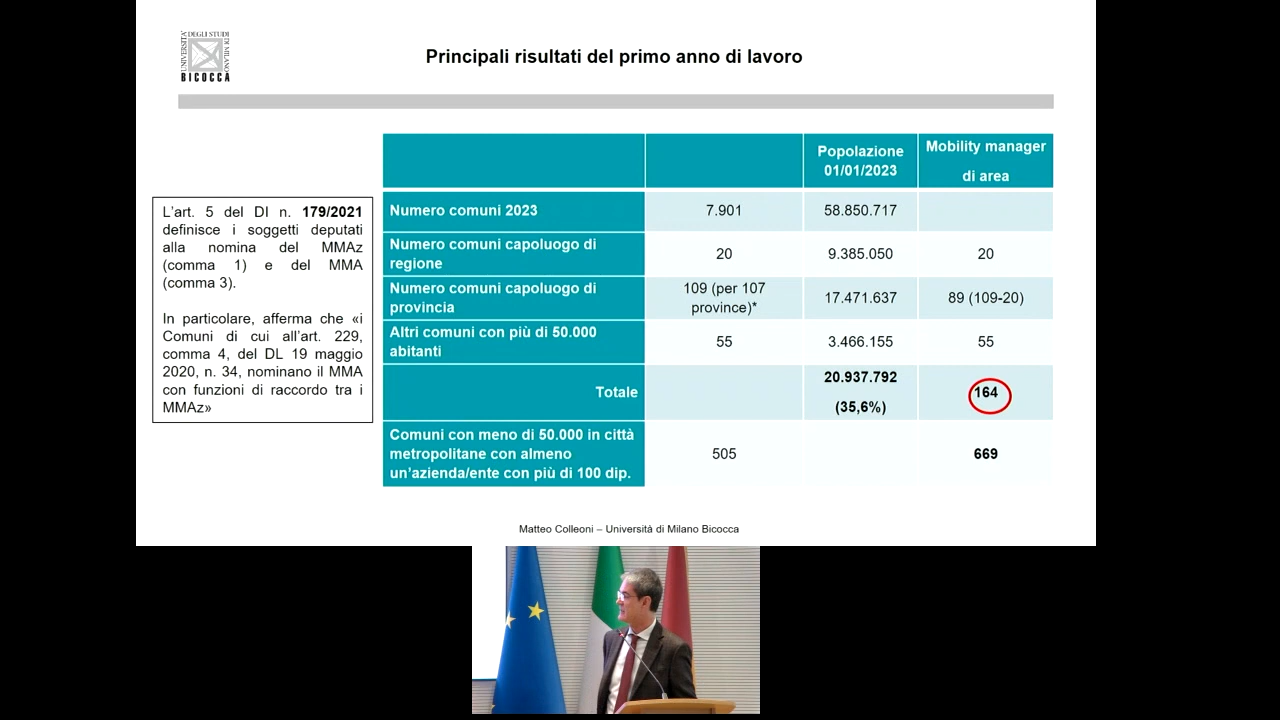 UNIVERSITA' DEGLI STUDI DI MILANO
BICOCCA
Principali risultati del primo anno di lavoro
L'art. 5 del DI n. 179/2021
definisce i soggetti deputati
alla nomina del MMAz
(comma 1) e del MMA
(comma 3).
In particolare, afferma che «i
Comuni di cui all'art. 229,
comma 4, del DL 19 maggio
2020, n. 34, nominano il MMA
con funzioni di raccordo tra i
MMAz»
Popolazione
01/01/2023
Mobility manager
di area
Numero comuni 2023
7.901
58.850.717
Numero comuni capoluogo di
regione
20
9.385.050
20
Numero comuni capoluogo di
provincia
109 (per 107
province)*
17.471.637
89 (109-20)
Altri comuni con più di 50.000
abitanti
55
3.466.155
55
Totale
20.937.792
(35,6%)
164
Comuni con meno di 50.000 in città
metropolitane con almeno
un'azienda/ente con più di 100 dip.
505
669
Matteo Colleoni – Università di Milano Bicocca